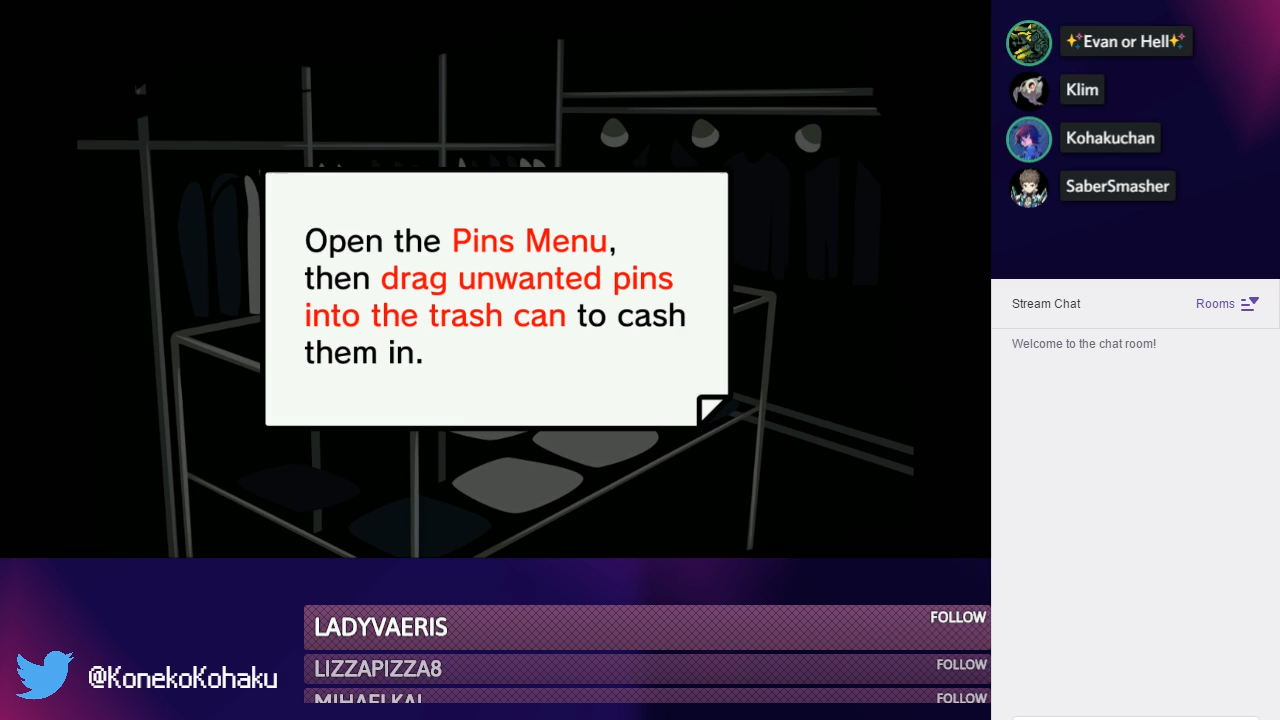 Open the Pins Menu,
then drag unwanted pins
into the trash can to cash
them in.
✨Evan or Hell✨
Klim
Kohakuchan
SaberSmasher
Stream Chat
Rooms
Welcome to the chat room!
LADYVAERIS
FOLLOW
LIZZAPIZZA8
FOLLOW
FOLLOW
@KonekoKohaku